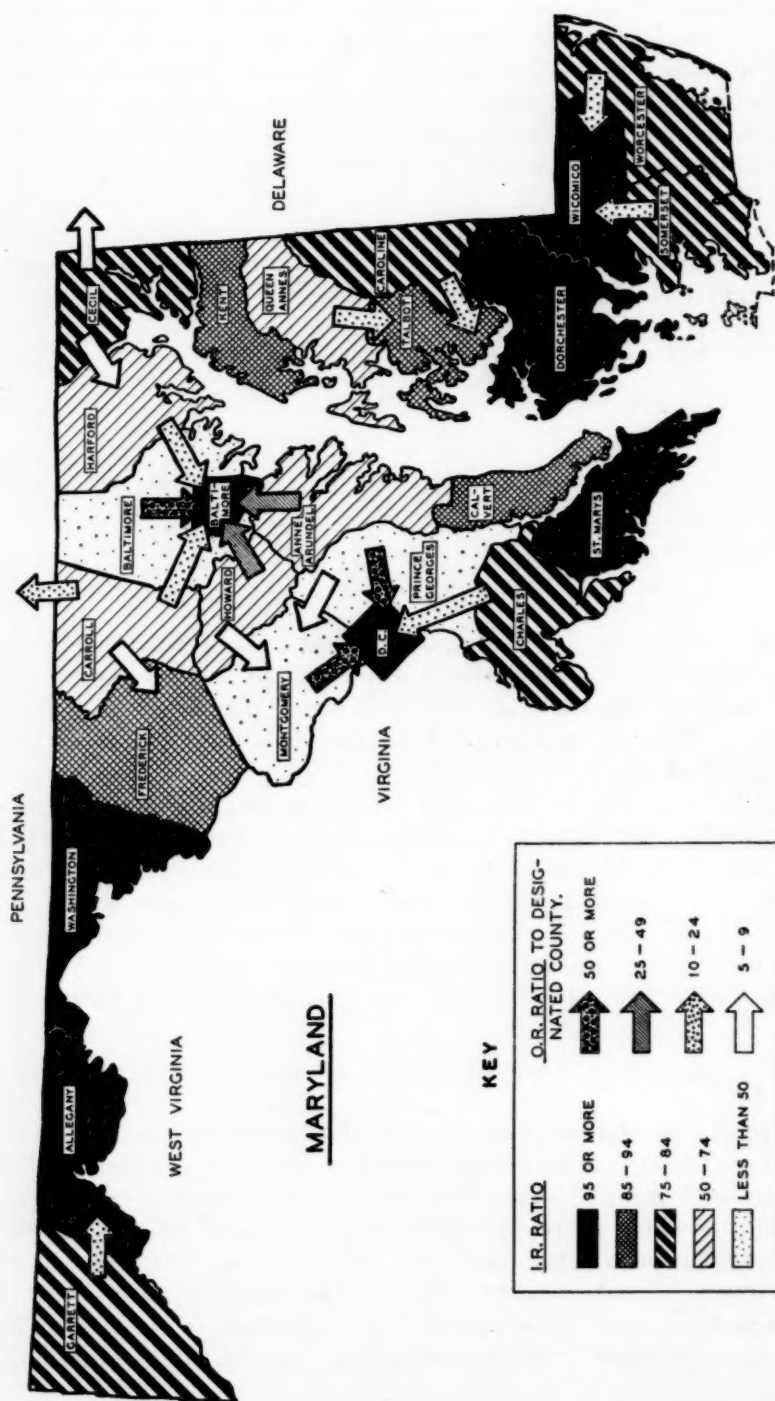 PENNSYLVANIA
DELAWARE
WEST VIRGINIA
VIRGINIA
MARYLAND
GARRETT
ALLEGANY
WASHINGTON
FREDERICK
CARROLL
BALTIMORE
HARFORD
CECIL
KENT
QUEEN
ANNES
CAROLINE
TALBOT
BALTI-
MORE
HOWARD
ANNE
ARUNDEL
MONTGOMERY
D.C.
PRINCE
GEORGES
CAL-
VERT
CHARLES
ST. MARYS
DORCHESTER
WICOMICO
SOMERSET
WORCESTER
KEY
I.R. RATIO
95 OR MORE
85-94
75-84
50-74
LESS THAN 50
O.R. RATIO TO DESIG-
NATED COUNTY.
50 OR MORE
25-49
10-24
5-9